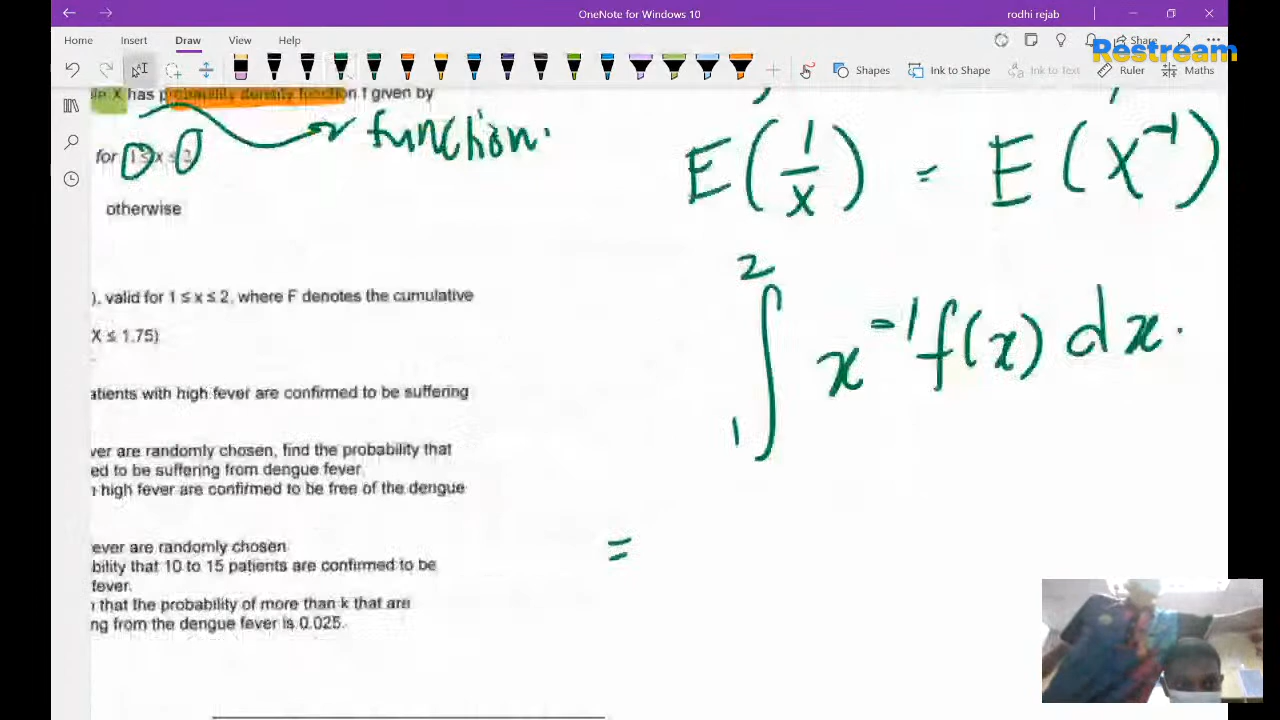 OneNote for Windows 10
rodhi rejab
Home Insert Draw View Help
Share
Restream
Shapes Ink to Shape Ink to Text Ruler Maths
X has probability density function f given by
function.
for 1 ≤ x ≤ 2
otherwise
), valid for 1 ≤ x ≤ 2, where F denotes the cumulative
X ≤ 1.75)
atients with high fever are confirmed to be suffering
ver are randomly chosen, find the probability that
ed to be suffering from dengue fever
high fever are confirmed to be free of the dengue
ever are randomly chosen
bility that 10 to 15 patients are confirmed to be
fever.
that the probability of more than k that are
ng from the dengue fever is 0.025.
E(1/x) = E(X⁻¹)
∫₁² x⁻¹ f(x) dx.
=